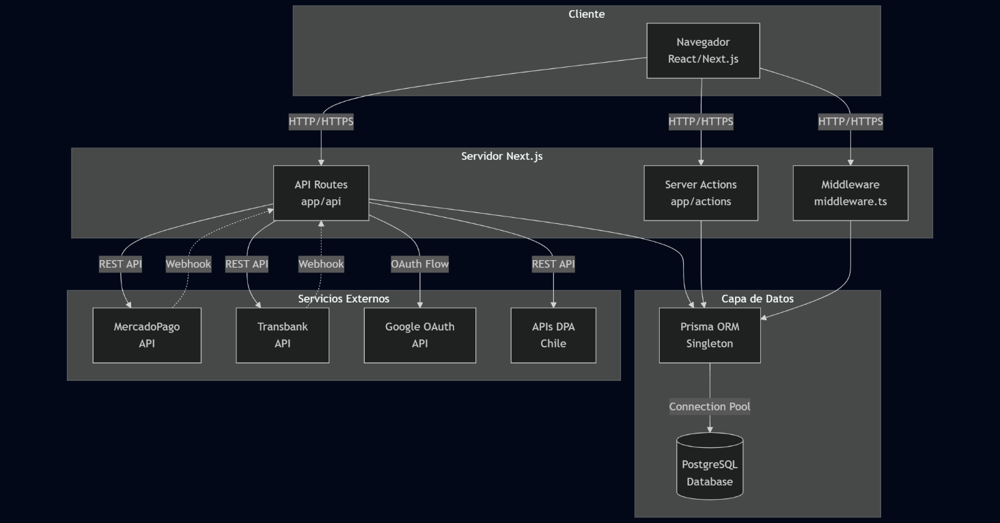 Cliente
Navegador
React/Next.js
HTTP/HTTPS
HTTP/HTTPS
HTTP/HTTPS
Servidor Next.js
API Routes
app/api
Server Actions
app/actions
Middleware
middleware.ts
REST API
Webhook
REST API
Webhook
OAuth Flow
REST API
Servicios Externos
MercadoPago
API
Transbank
API
Google OAuth
API
APIs DPA
Chile
Capa de Datos
Prisma ORM
Singleton
Connection Pool
PostgreSQL
Database